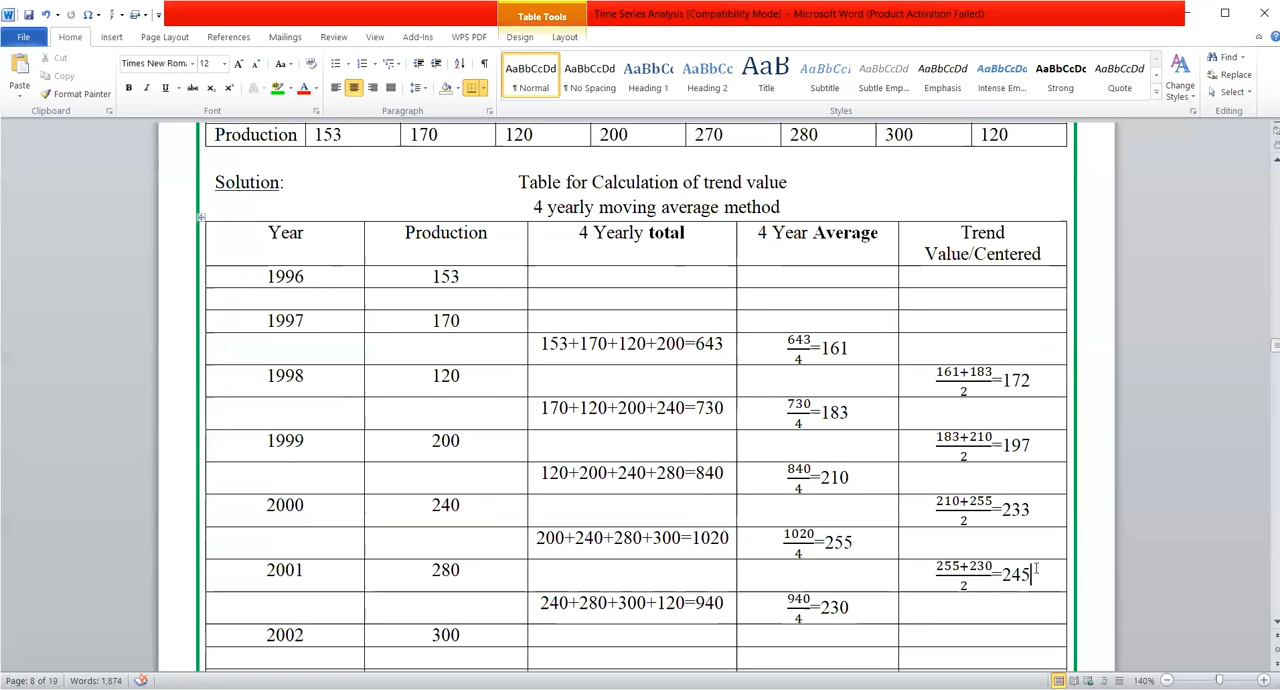 Table Tools
Time Series Analysis [Compatibility Mode] - Microsoft Word (Product Activation Failed)
File Home Insert Page Layout References Mailings Review View Add-Ins WPS PDF Design Layout
Paste
Cut
Copy
Format Painter
Times New Rom 12
AaBbCcDd AaBbCcDd AaBbC AaBbCc AaB AaBbCcI AaBbCcDd AaBbCcDd AaBbCcDd AaBbCcDc AaBbCcDd
¶ Normal ¶ No Spacing Heading 1 Heading 2 Title Subtitle Subtle Emp... Emphasis Intense Em... Strong Quote
Change Styles
Find
Replace
Select
Clipboard Font Paragraph Styles Editing
Production 153 170 120 200 270 280 300 120
Solution: Table for Calculation of trend value
4 yearly moving average method
Year Production 4 Yearly total 4 Year Average Trend Value/Centered
1996 153
1997 170
153+170+120+200=643 643/4=161
1998 120 161+183/2=172
170+120+200+240=730 730/4=183
1999 200 183+210/2=197
120+200+240+280=840 840/4=210
2000 240 210+255/2=233
200+240+280+300=1020 1020/4=255
2001 280 255+230/2=245
240+280+300+120=940 940/4=230
2002 300
Page: 8 of 19 Words: 1,874 140%